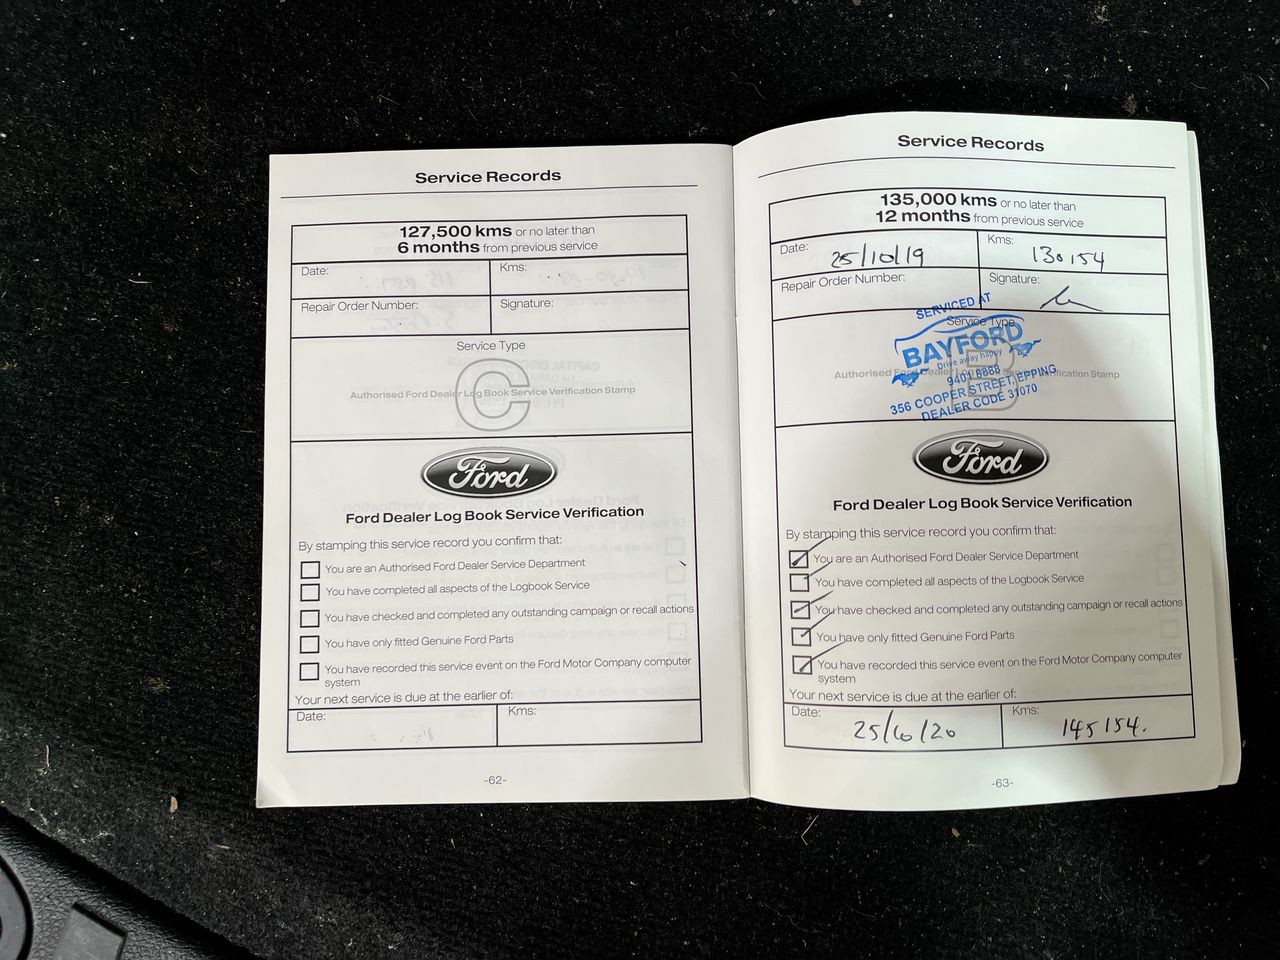 Service Records
127,500 kms or no later than
6 months from previous service
Date:
Kms:
Repair Order Number:
Signature:
Service Type
C
Authorised Ford Dealer Log Book Service Verification Stamp
Ford
Ford Dealer Log Book Service Verification
By stamping this service record you confirm that:
You are an Authorised Ford Dealer Service Department
You have completed all aspects of the Logbook Service
You have checked and completed any outstanding campaign or recall actions
You have only fitted Genuine Ford Parts
You have recorded this service event on the Ford Motor Company computer
system
Your next service is due at the earlier of:
Date:
Kms:
-62-
Service Records
135,000 kms or no later than
12 months from previous service
Date: 25/10/19
Kms: 130154
Repair Order Number:
Signature:
SERVICED AT
Service Type
BAYFORD
Drive away happy
B
Authorised Ford Dealer Log Book Service Verification Stamp
9401 8888
356 COOPER STREET, EPPING
DEALER CODE 31070
Ford
Ford Dealer Log Book Service Verification
By stamping this service record you confirm that:
You are an Authorised Ford Dealer Service Department
You have completed all aspects of the Logbook Service
You have checked and completed any outstanding campaign or recall actions
You have only fitted Genuine Ford Parts
You have recorded this service event on the Ford Motor Company computer
system
Your next service is due at the earlier of:
Date:
Kms: 145154.
-63-